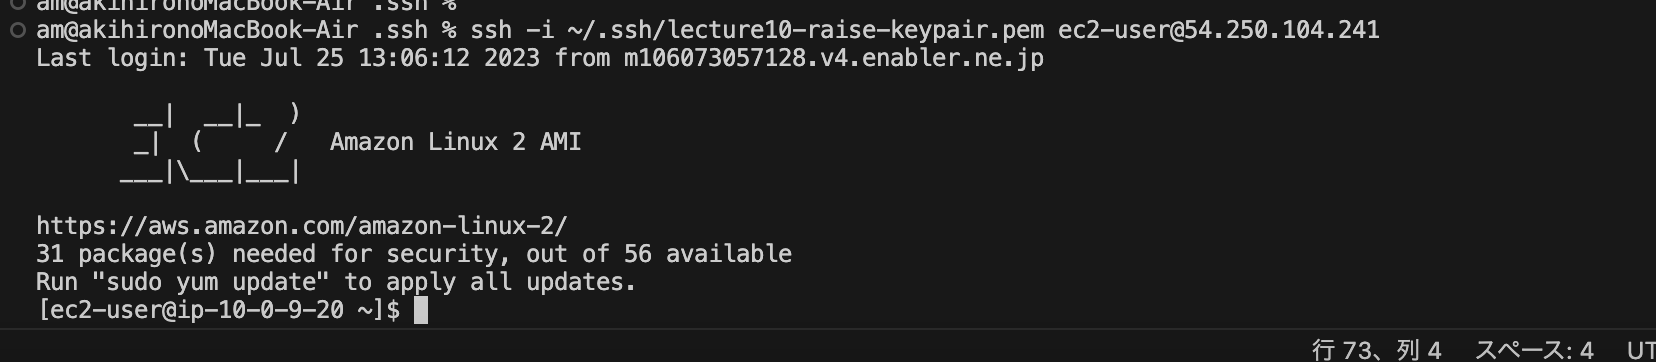 am@akihironoMacBook-Air .ssh %
am@akihironoMacBook-Air .ssh % ssh -i ~/.ssh/lecture10-raise-keypair.pem ec2-user@54.250.104.241
Last login: Tue Jul 25 13:06:12 2023 from m106073057128.v4.enabler.ne.jp
       __|  __|_  )
       _|  (     /   Amazon Linux 2 AMI
      ___|\___|___|
https://aws.amazon.com/amazon-linux-2/
31 package(s) needed for security, out of 56 available
Run "sudo yum update" to apply all updates.
[ec2-user@ip-10-0-9-20 ~]$
行 73、列 4 スペース: 4 UT